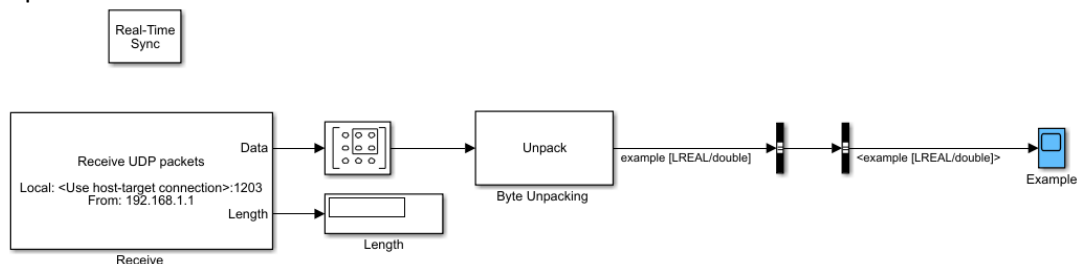 Real-Time
Sync
Receive UDP packets
Local: <Use host-target connection>:1203
From: 192.168.1.1
Data
Length
Receive
Length
Unpack
Byte Unpacking
example [LREAL/double]
<example [LREAL/double]>
Example